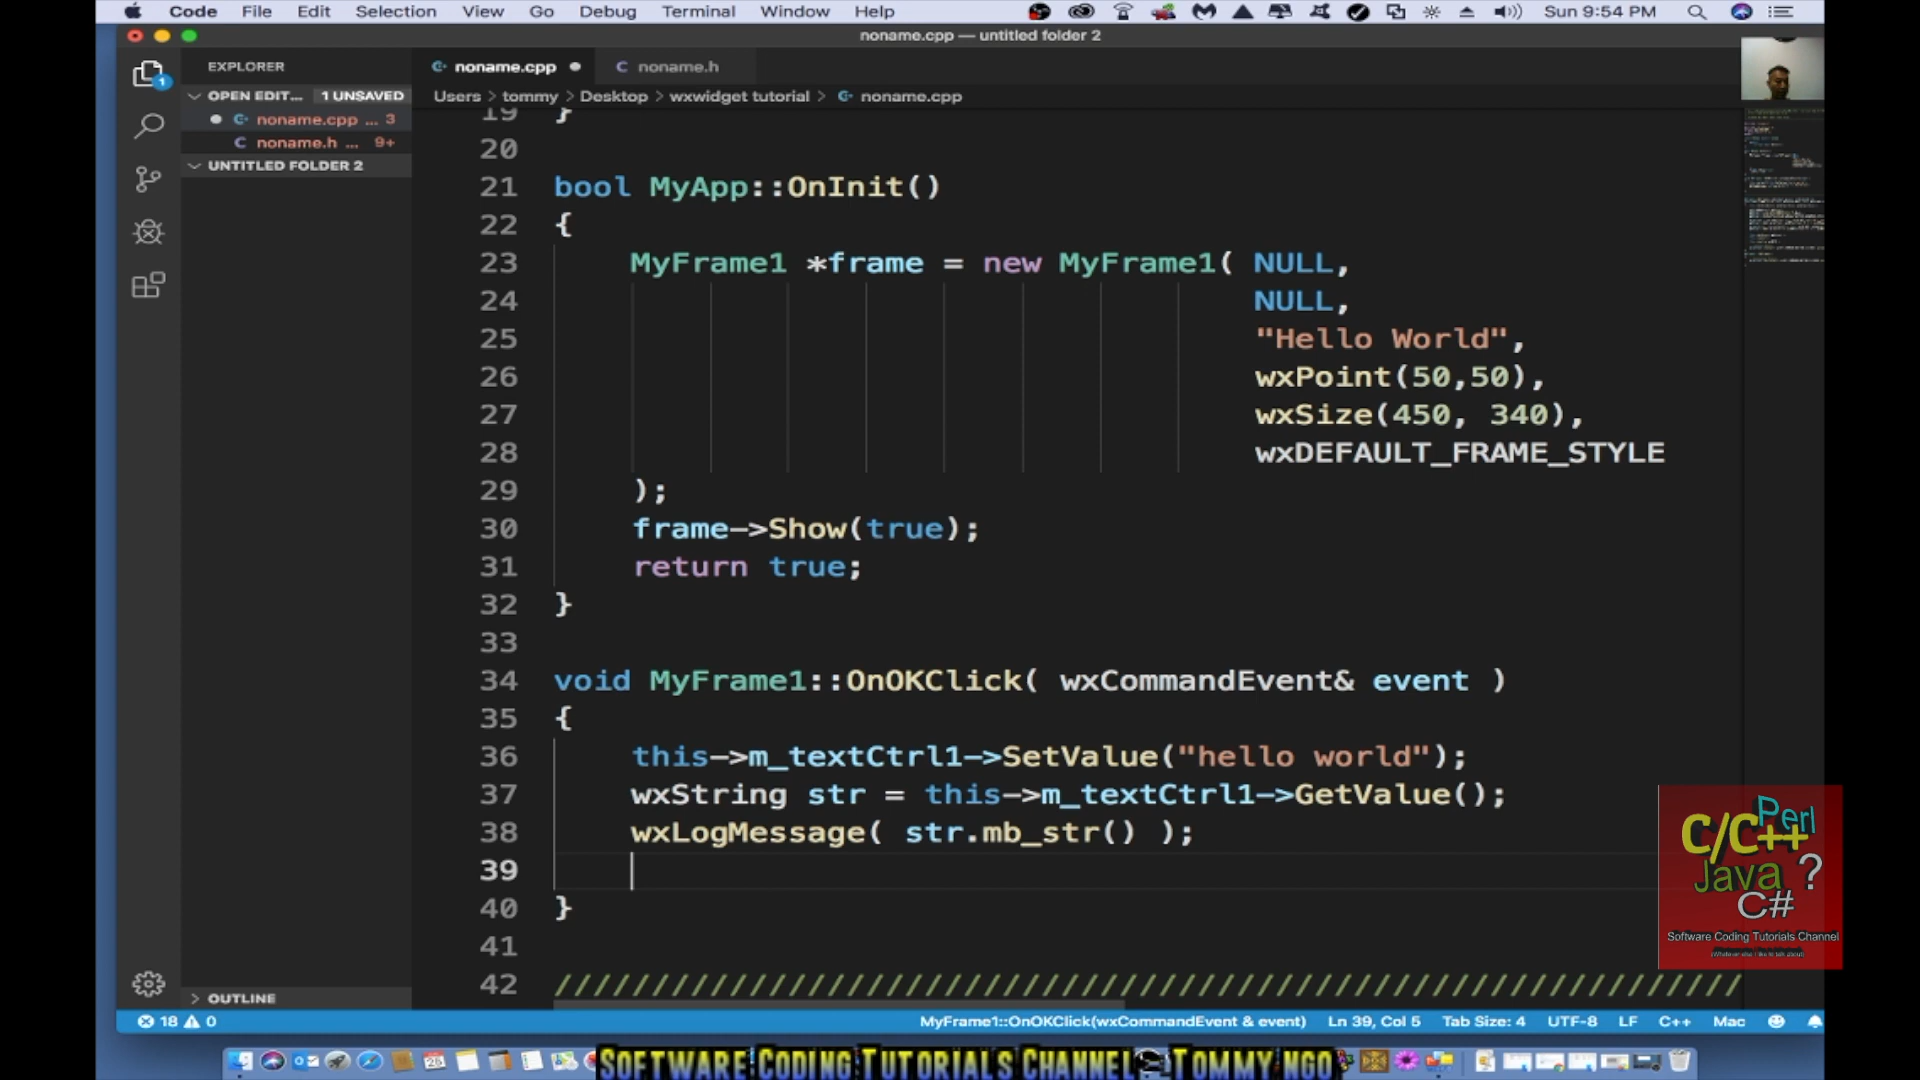 Code File Edit Selection View Go Debug Terminal Window Help Sun 9:54 PM
noname.cpp — untitled folder 2
EXPLORER
noname.cpp
noname.h
OPEN EDIT... 1 UNSAVED
Users > tommy > Desktop > wxwidget tutorial > noname.cpp
noname.cpp ... 3
noname.h ... 9+
UNTITLED FOLDER 2
19 }
20
21 bool MyApp::OnInit()
22 {
23 MyFrame1 *frame = new MyFrame1( NULL,
24 NULL,
25 "Hello World",
26 wxPoint(50,50),
27 wxSize(450, 340),
28 wxDEFAULT_FRAME_STYLE
29 );
30 frame->Show(true);
31 return true;
32 }
33
34 void MyFrame1::OnOKClick( wxCommandEvent& event )
35 {
36 this->m_textCtrl1->SetValue("hello world");
37 wxString str = this->m_textCtrl1->GetValue();
38 wxLogMessage( str.mb_str() );
39
40 }
41
42 /////////////////////////////////////////////////////////////
C/C++
Perl
Java ?
C#
Software Coding Tutorials Channel
OUTLINE
18 0 MyFrame1::OnOKClick(wxCommandEvent & event) Ln 39, Col 5 Tab Size: 4 UTF-8 LF C++ Mac
SOFTWARE CODING TUTORIALS CHANNEL - TOMMY NGO